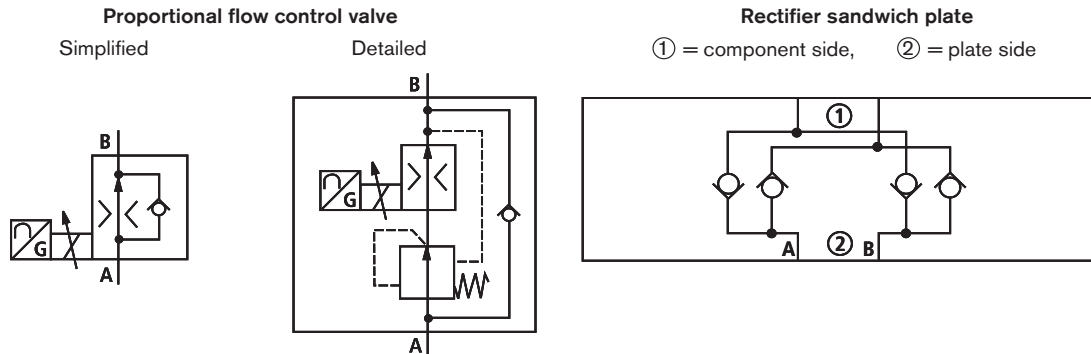 Proportional flow control valve
Simplified
Detailed
B
G
A
B
G
A
Rectifier sandwich plate
① = component side, ② = plate side
①
A ② B